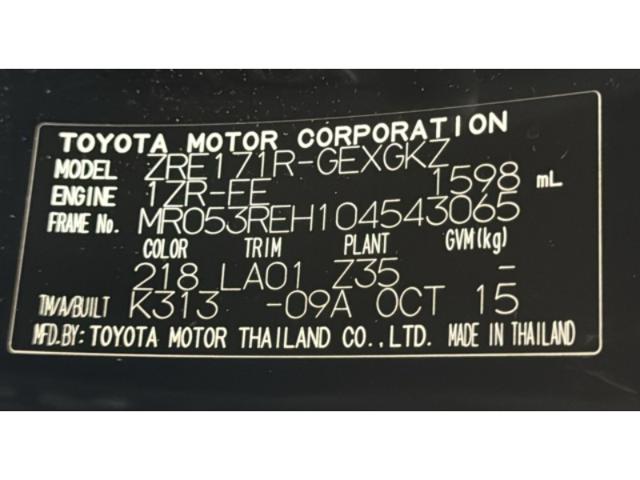 TOYOTA MOTOR CORPORATION
MODEL ZRE171R-GEXGKZ
ENGINE 1ZR-FE 1598 mL
FRAME No. MR053REH104543065
COLOR TRIM PLANT GVM(kg)
218 LA01 Z35 -
TM/A/BUILT K313 -09A OCT 15
MFD.BY:TOYOTA MOTOR THAILAND CO.,LTD. MADE IN THAILAND